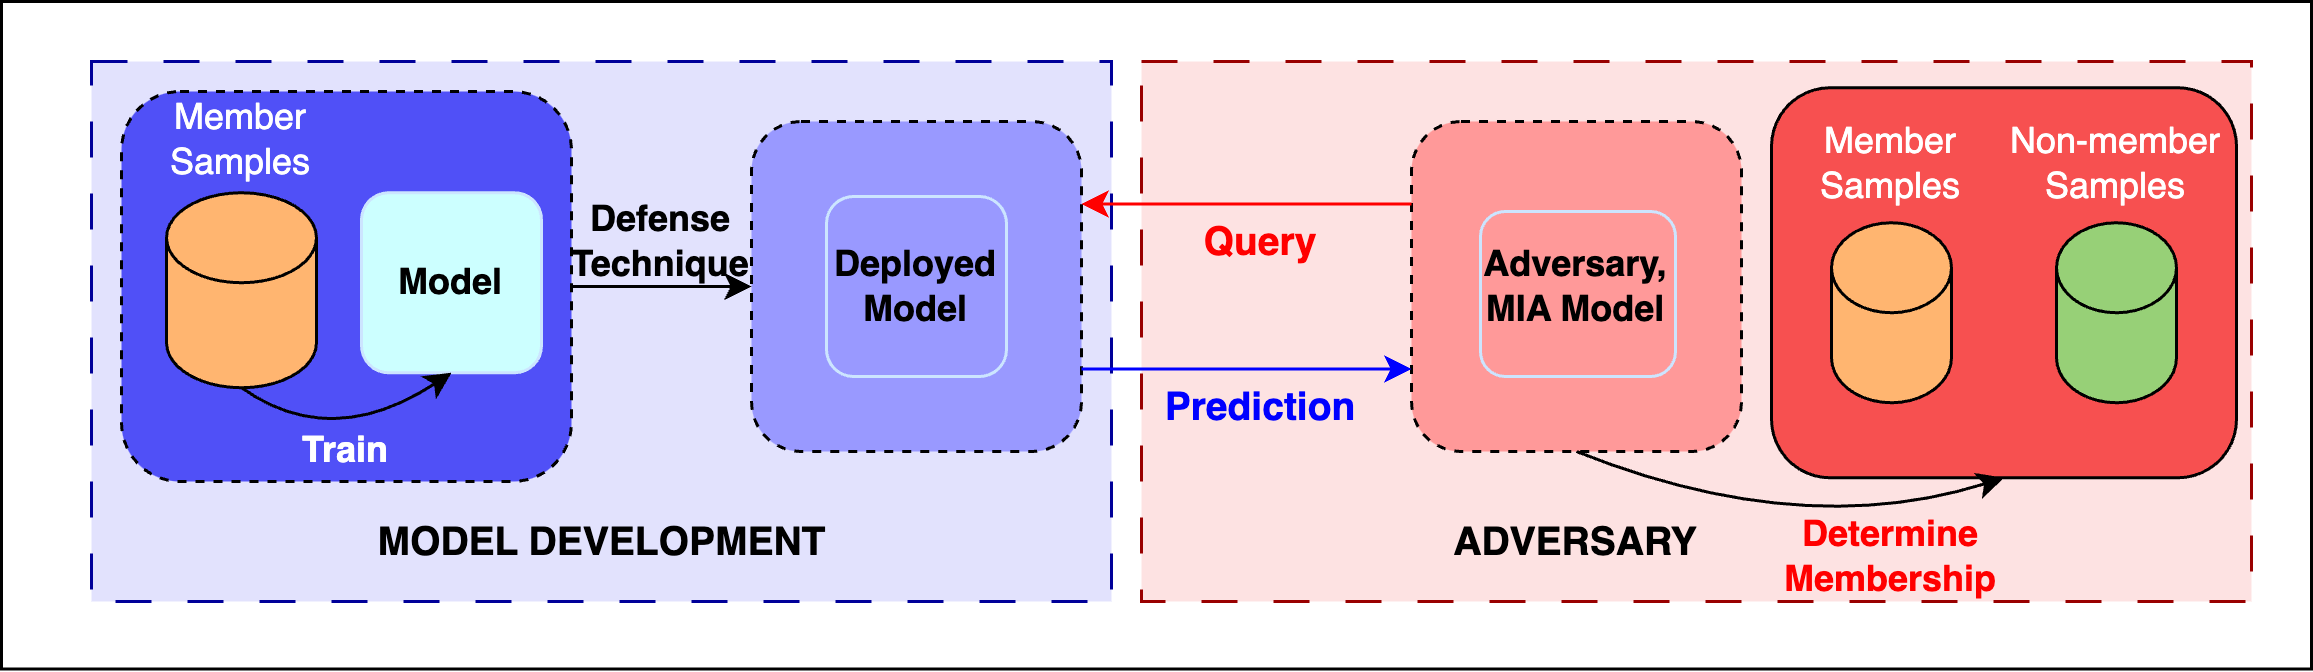 Member
Samples
Model
Train
Defense
Technique
Deployed
Model
MODEL DEVELOPMENT
Query
Prediction
Adversary,
MIA Model
Member
Samples
Non-member
Samples
ADVERSARY
Determine
Membership